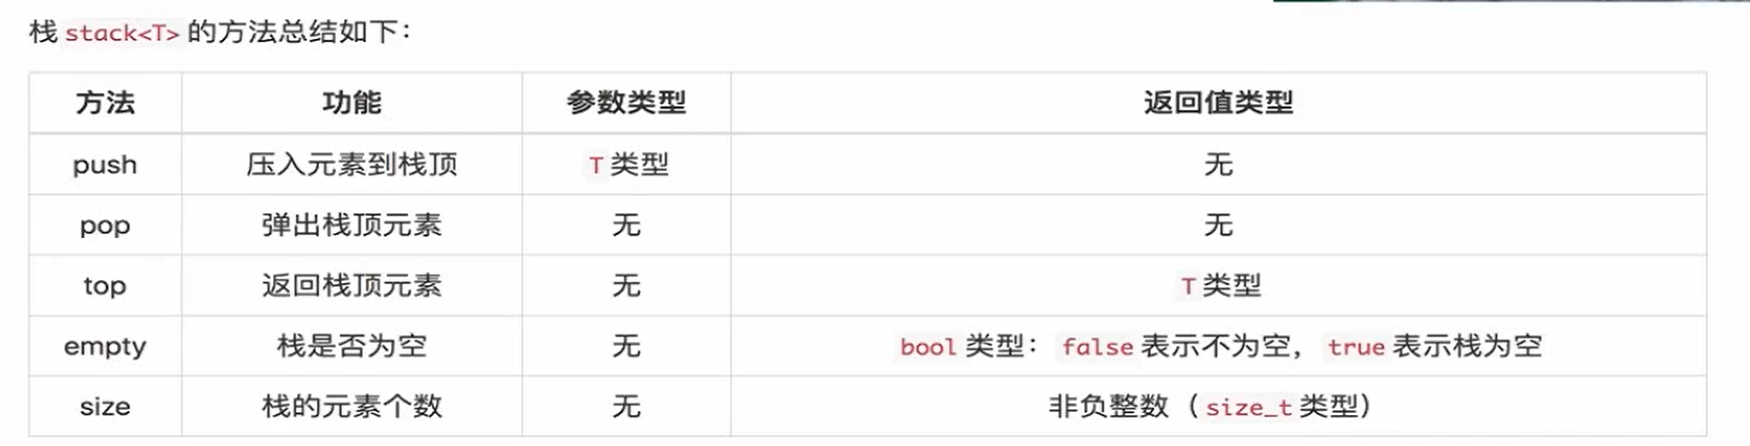 栈 stack<T> 的方法总结如下：
方法 功能 参数类型 返回值类型
push 压入元素到栈顶 T 类型 无
pop 弹出栈顶元素 无 无
top 返回栈顶元素 无 T 类型
empty 栈是否为空 无 bool 类型： false 表示不为空， true 表示栈为空
size 栈的元素个数 无 非负整数（ size_t 类型）